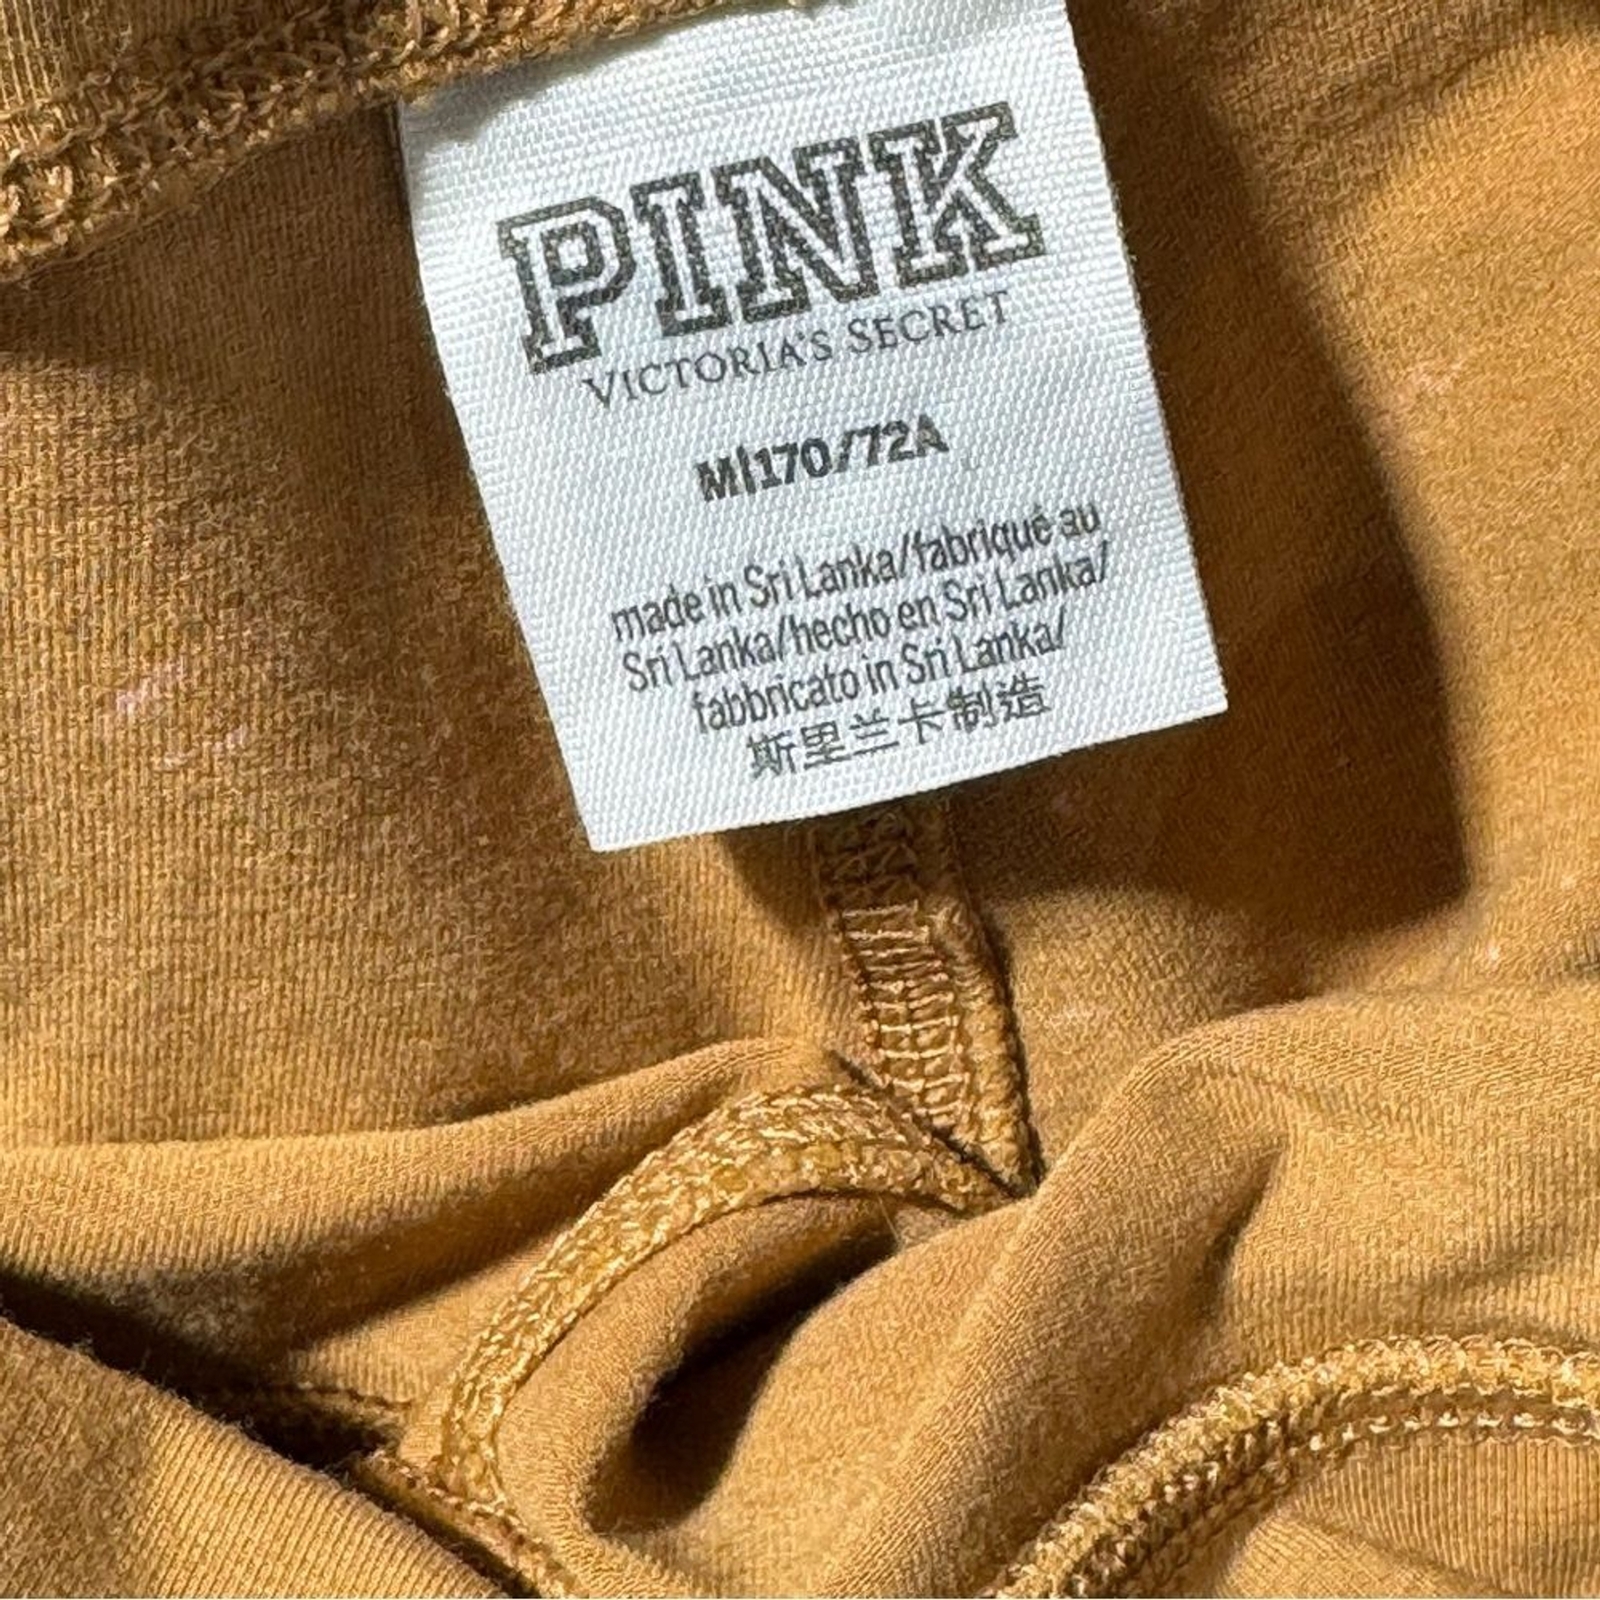 PINK
VICTORIA'S SECRET
M|170/72A
made in Sri Lanka/fabriqué au
Sri Lanka/hecho en Sri Lanka/
fabbricato in Sri Lanka/
斯里兰卡制造